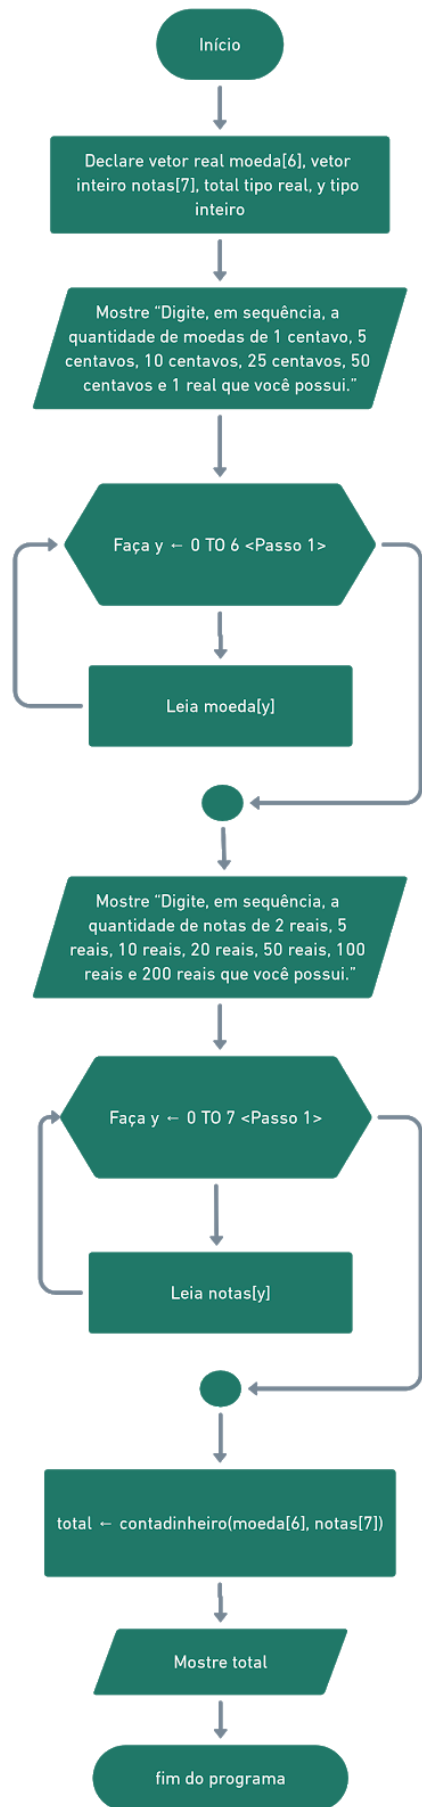 Início
Declare vetor real moeda[6], vetor
inteiro notas[7], total tipo real, y tipo
inteiro
Mostre “Digite, em sequência, a
quantidade de moedas de 1 centavo, 5
centavos, 10 centavos, 25 centavos, 50
centavos e 1 real que você possui.”
Faça y ← 0 TO 6 <Passo 1>
Leia moeda[y]
Mostre “Digite, em sequência, a
quantidade de notas de 2 reais, 5
reais, 10 reais, 20 reais, 50 reais, 100
reais e 200 reais que você possui.”
Faça y ← 0 TO 7 <Passo 1>
Leia notas[y]
total ← contadinheiro(moeda[6], notas[7])
Mostre total
fim do programa